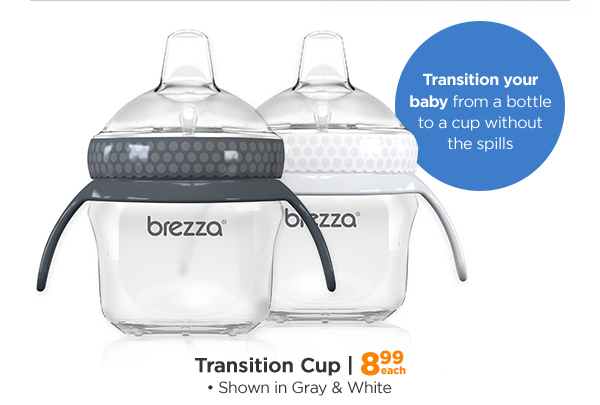 Transition your
baby from a bottle
to a cup without
the spills
brezza®
brezza®
Transition Cup | 8.99 each
• Shown in Gray & White